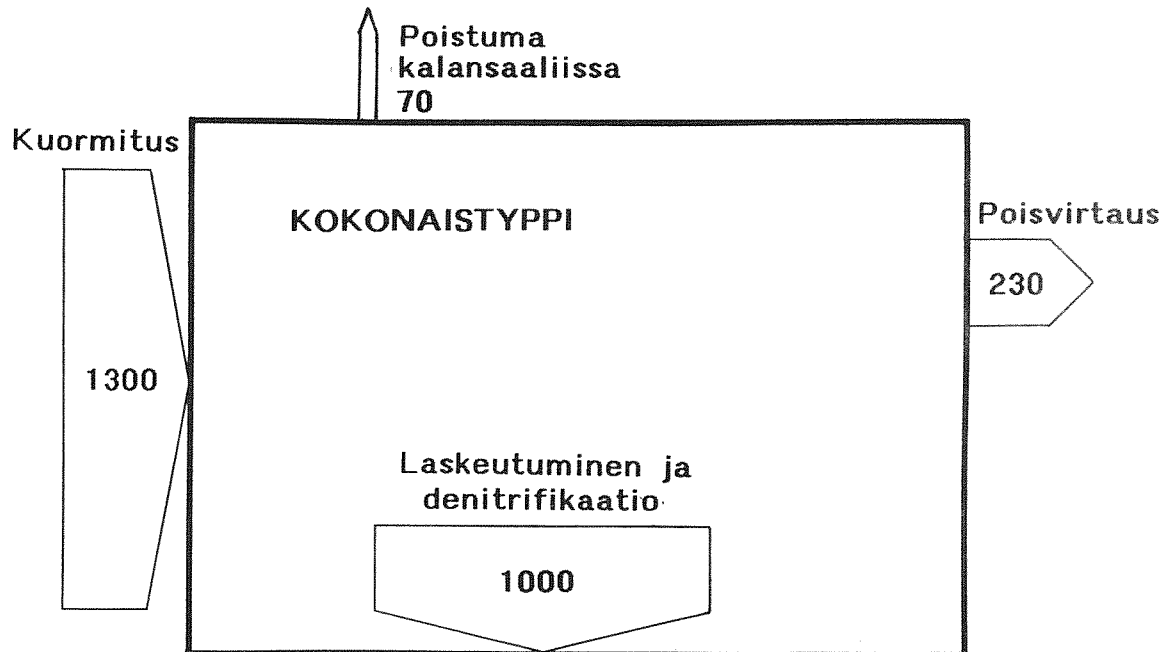 Poistuma
kalansaaliissa
70
Kuormitus
KOKONAISTYPPI
Poisvirtaus
230
1300
Laskeutuminen ja
denitrifikaatio
1000